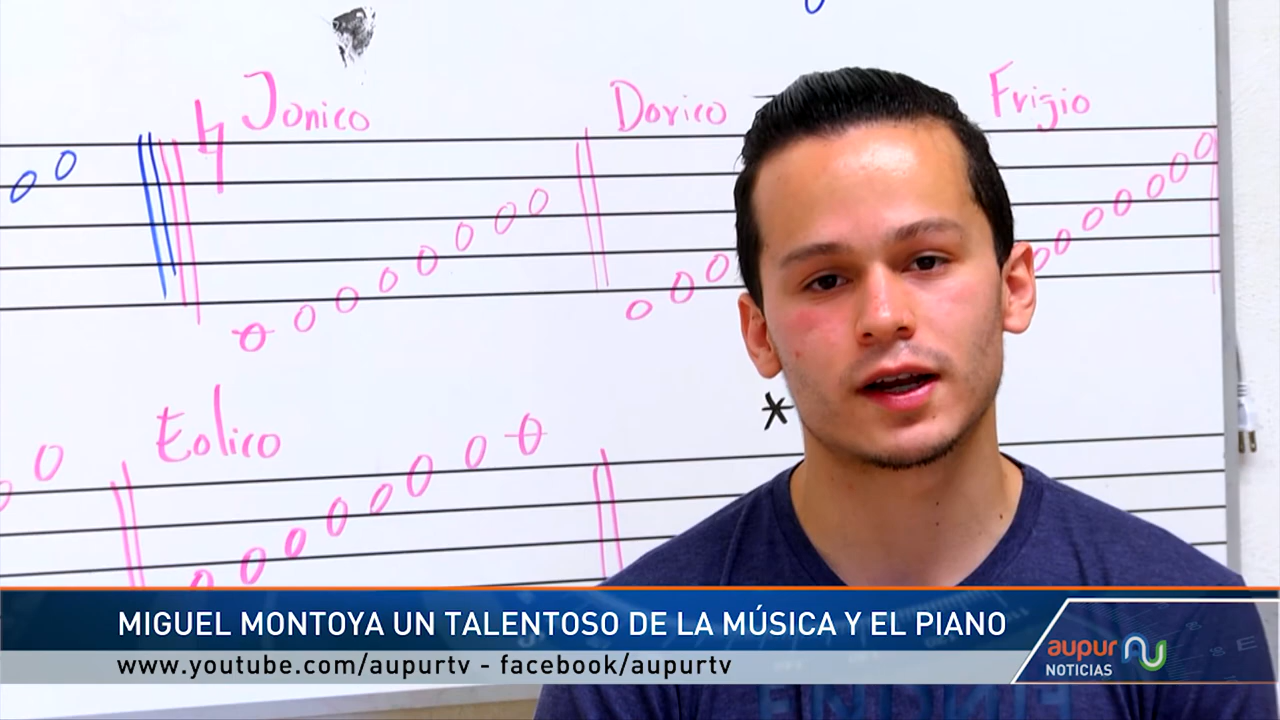 Jonico
Dorico
Frigio
Eolico
MIGUEL MONTOYA UN TALENTOSO DE LA MÚSICA Y EL PIANO
www.youtube.com/aupurtv - facebook/aupurtv
aupur
NOTICIAS